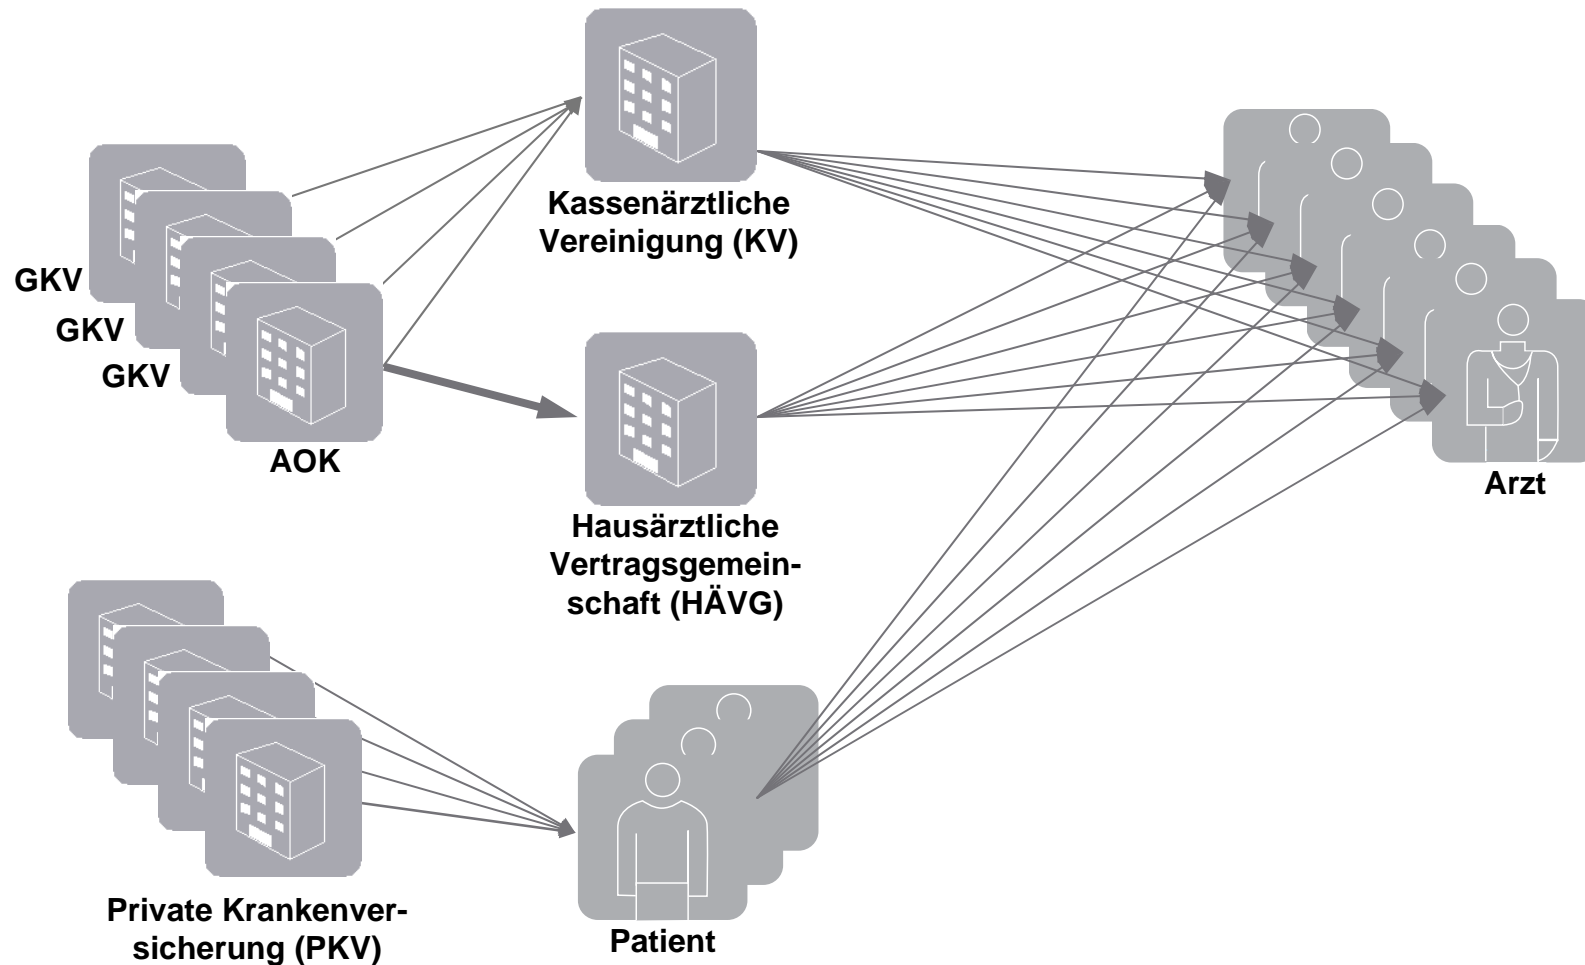 Kassenärztliche
Vereinigung (KV)
GKV
GKV
GKV
AOK
Arzt
Hausärztliche
Vertragsgemein-
schaft (HÄVG)
Private Krankenver-
sicherung (PKV)
Patient